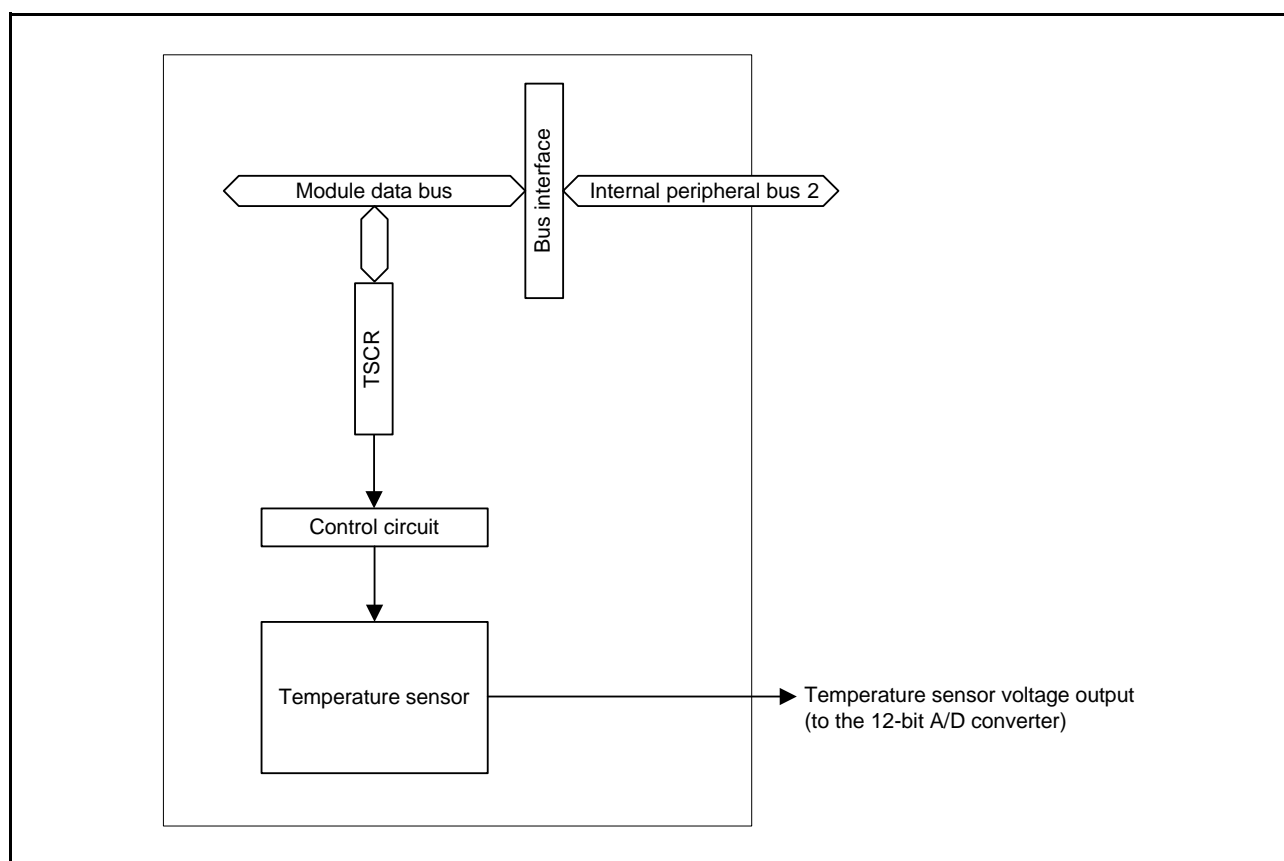 Bus interface
Module data bus
Internal peripheral bus 2
TSCR
Control circuit
Temperature sensor
Temperature sensor voltage output
(to the 12-bit A/D converter)